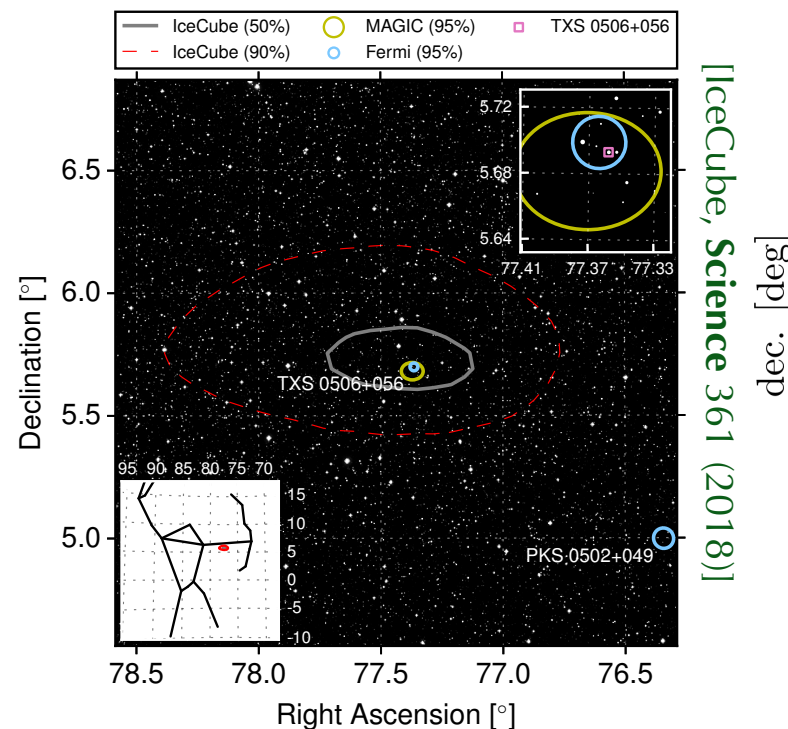 IceCube (50%)
IceCube (90%)
MAGIC (95%)
Fermi (95%)
TXS 0506+056
5.72
5.68
5.64
77.41
77.37
77.33
6.5
6.0
5.5
5.0
Declination [°]
TXS 0506+056
PKS 0502+049
95 90 85 80 75 70
15
10
5
0
-5
-10
78.5
78.0
77.5
77.0
76.5
Right Ascension [°]
[IceCube, Science 361 (2018)]
dec. [deg]